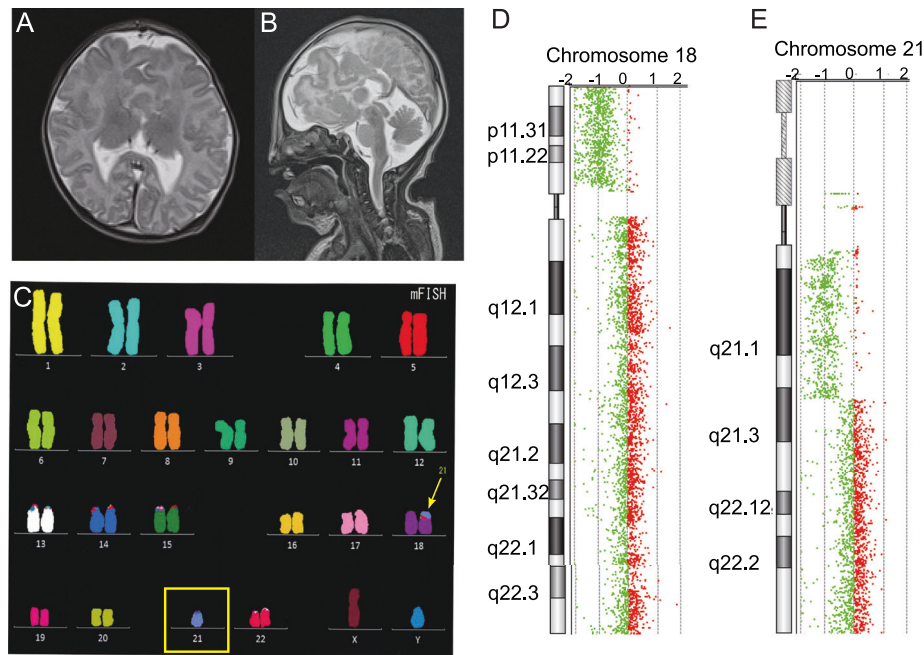 A
B
C
mFISH
1
2
3
4
5
6
7
8
9
10
11
12
21
13
14
15
16
17
18
19
20
21
22
X
Y
D
Chromosome 18
-2 -1 0 1 2
p11.31
p11.22
q12.1
q12.3
q21.2
q21.32
q22.1
q22.3
E
Chromosome 21
-2 -1 0 1 2
q21.1
q21.3
q22.12
q22.2